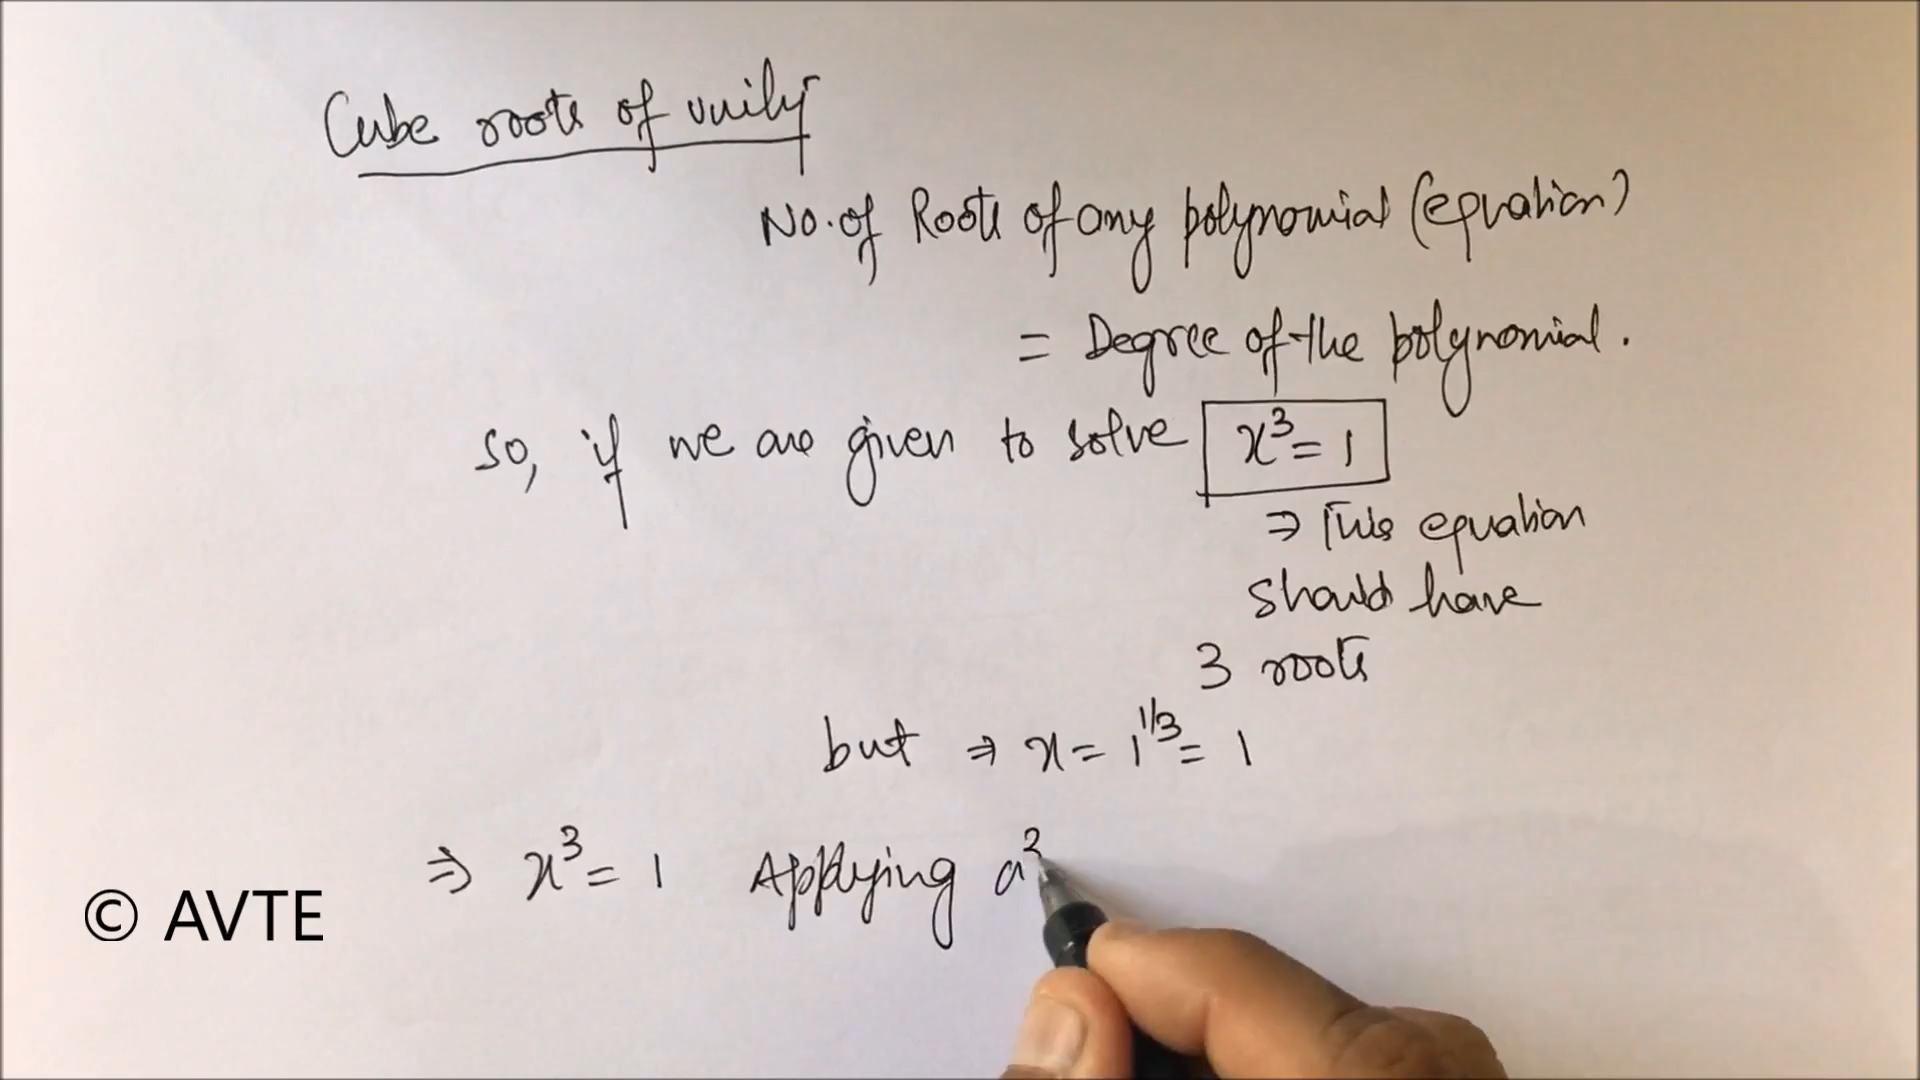 Cube roots of unity
No. of Roots of any polynomial (equation)
= Degree of the polynomial.
So, if we are given to solve x³ = 1
⇒ This equation
should have
3 roots
but ⇒ x = 1^{1/3} = 1
⇒ x³ = 1 Applying a³
© AVTE